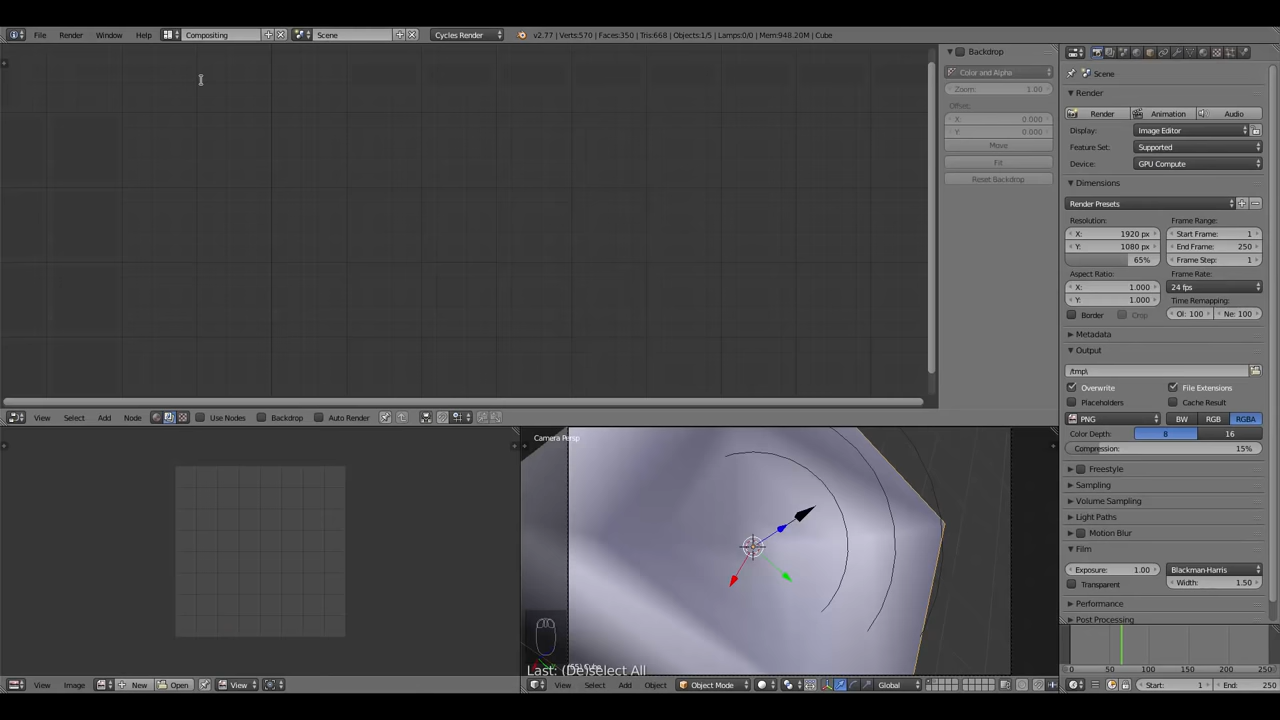 File Render Window Help Compositing Scene Cycles Render v2.77 | Verts:570 | Faces:350 | Tris:668 | Objects:1/5 | Lamps:0/0 | Mem:948.20M | Cube
Backdrop
Color and Alpha
Zoom: 1.00
Offset:
X: 0.000
Y: 0.000
Move
Fit
Reset Backdrop
View Select Add Node Use Nodes Backdrop Auto Render
View Image New Open View
Camera Persp
Cube
Last: (De)select All
View Select Add Object Object Mode Global
Scene
Render
Render Animation Audio
Display: Image Editor
Feature Set: Supported
Device: GPU Compute
Dimensions
Render Presets
Resolution: Frame Range:
X: 1920 px Start Frame: 1
Y: 1080 px End Frame: 250
65% Frame Step: 1
Aspect Ratio: Frame Rate:
X: 1.000 24 fps
Y: 1.000 Time Remapping:
Border Crop Ol: 100 Ne: 100
Metadata
Output
/tmp\
Overwrite File Extensions
Placeholders Cache Result
PNG BW RGB RGBA
Color Depth: 8 16
Compression: 15%
Freestyle
Sampling
Volume Sampling
Light Paths
Motion Blur
Film
Exposure: 1.00 Blackman-Harris
Transparent Width: 1.50
Performance
Post Processing
0 50 100 150 200 250
Start: 1 End: 250